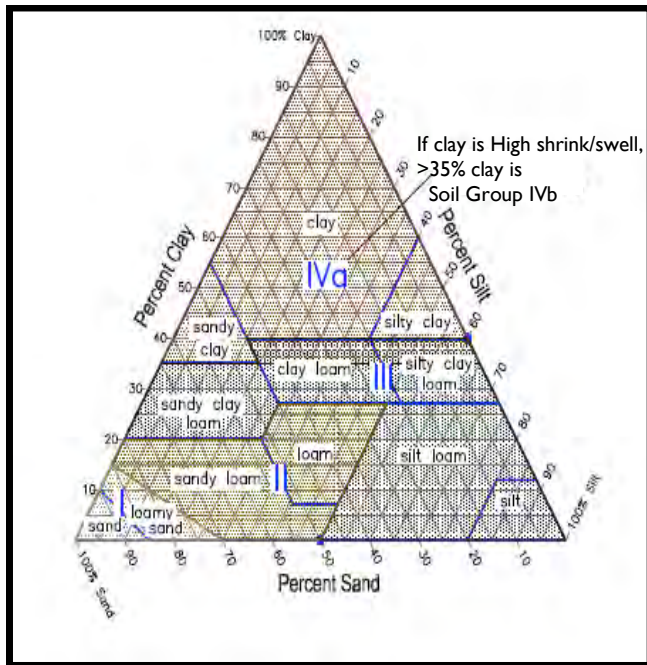 100% Clay
90
10
80
20
If clay is High shrink/swell,
>35% clay is
Soil Group IVb
70
30
clay
60
40
Percent Clay
Percent Silt
IVa
50
50
sandy
clay
silty clay
40
60
clay loam
III
silty clay
loam
30
70
sandy clay
loam
20
80
loam
silt loam
sandy loam
II
90
10
I
loamy
sand
sand
silt
100% Sand
90
80
70
60
50
40
30
20
10
100% Silt
Percent Sand